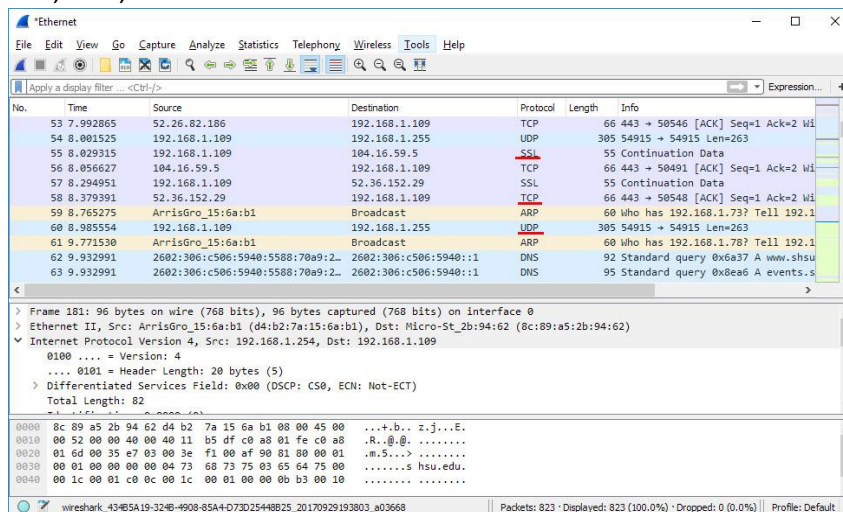 *Ethernet
File Edit View Go Capture Analyze Statistics Telephony Wireless Tools Help
Apply a display filter ... <Ctrl-/> Expression... +
No. Time Source Destination Protocol Length Info
53 7.992865 52.26.82.186 192.168.1.109 TCP 66 443 → 50546 [ACK] Seq=1 Ack=2 Wi
54 8.001525 192.168.1.109 192.168.1.255 UDP 305 54915 → 54915 Len=263
55 8.029315 192.168.1.109 104.16.59.5 SSL 55 Continuation Data
56 8.056627 104.16.59.5 192.168.1.109 TCP 66 443 → 50491 [ACK] Seq=1 Ack=2 Wi
57 8.294951 192.168.1.109 52.36.152.29 SSL 55 Continuation Data
58 8.379391 52.36.152.29 192.168.1.109 TCP 66 443 → 50548 [ACK] Seq=1 Ack=2 Wi
59 8.765275 ArrisGro_15:6a:b1 Broadcast ARP 60 Who has 192.168.1.73? Tell 192.1
60 8.985554 192.168.1.109 192.168.1.255 UDP 305 54915 → 54915 Len=263
61 9.771530 ArrisGro_15:6a:b1 Broadcast ARP 60 Who has 192.168.1.78? Tell 192.1
62 9.932991 2602:306:c506:5940:5588:70a9:2… 2602:306:c506:5940::1 DNS 92 Standard query 0x6a37 A www.shsu
63 9.932991 2602:306:c506:5940:5588:70a9:2… 2602:306:c506:5940::1 DNS 95 Standard query 0x8ea6 A events.s
> Frame 181: 96 bytes on wire (768 bits), 96 bytes captured (768 bits) on interface 0
> Ethernet II, Src: ArrisGro_15:6a:b1 (d4:b2:7a:15:6a:b1), Dst: Micro-St_2b:94:62 (8c:89:a5:2b:94:62)
Internet Protocol Version 4, Src: 192.168.1.254, Dst: 192.168.1.109
0100 .... = Version: 4
.... 0101 = Header Length: 20 bytes (5)
> Differentiated Services Field: 0x00 (DSCP: CS0, ECN: Not-ECT)
Total Length: 82
0000 8c 89 a5 2b 94 62 d4 b2 7a 15 6a b1 08 00 45 00 ...+.b.. z.j...E.
0010 00 52 00 00 40 00 40 11 b5 df c0 a8 01 fe c0 a8 .R..@.@. ........
0020 01 6d 00 35 e7 03 00 3e f1 00 af 90 81 80 00 01 .m.5...> ........
0030 00 01 00 00 00 00 04 73 68 73 75 03 65 64 75 00 .......s hsu.edu.
0040 00 1c 00 01 c0 0c 00 1c 00 01 00 00 0b b3 00 10 ........ ........
wireshark_434B5A19-324B-4908-85A4-D73D25448B25_20170929193803_a03668 Packets: 823 · Displayed: 823 (100.0%) · Dropped: 0 (0.0%) Profile: Default